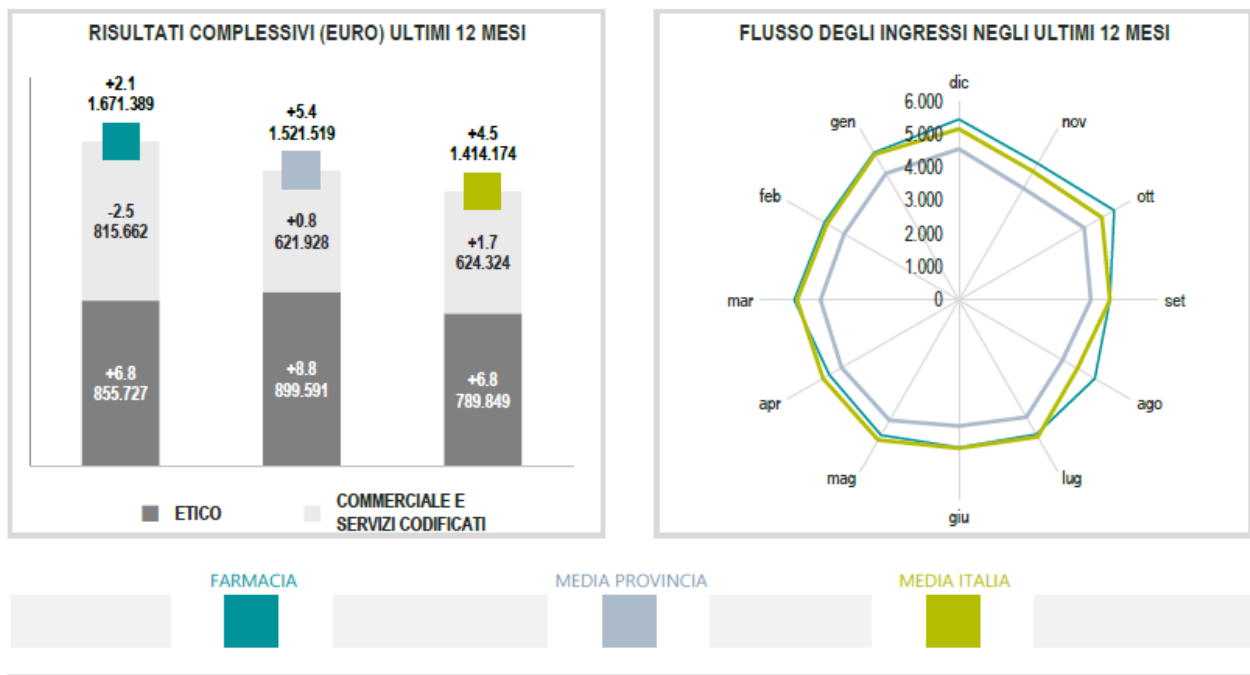 RISULTATI COMPLESSIVI (EURO) ULTIMI 12 MESI
+2.1
1.671.389
+5.4
1.521.519
+4.5
1.414.174
-2.5
815.662
+0.8
621.928
+1.7
624.324
+6.8
855.727
+8.8
899.591
+6.8
789.849
ETICO
COMMERCIALE E
SERVIZI CODIFICATI
FLUSSO DEGLI INGRESSI NEGLI ULTIMI 12 MESI
dic
nov
ott
set
ago
lug
giu
mag
apr
mar
feb
gen
6.000
5.000
4.000
3.000
2.000
1.000
0
FARMACIA
MEDIA PROVINCIA
MEDIA ITALIA